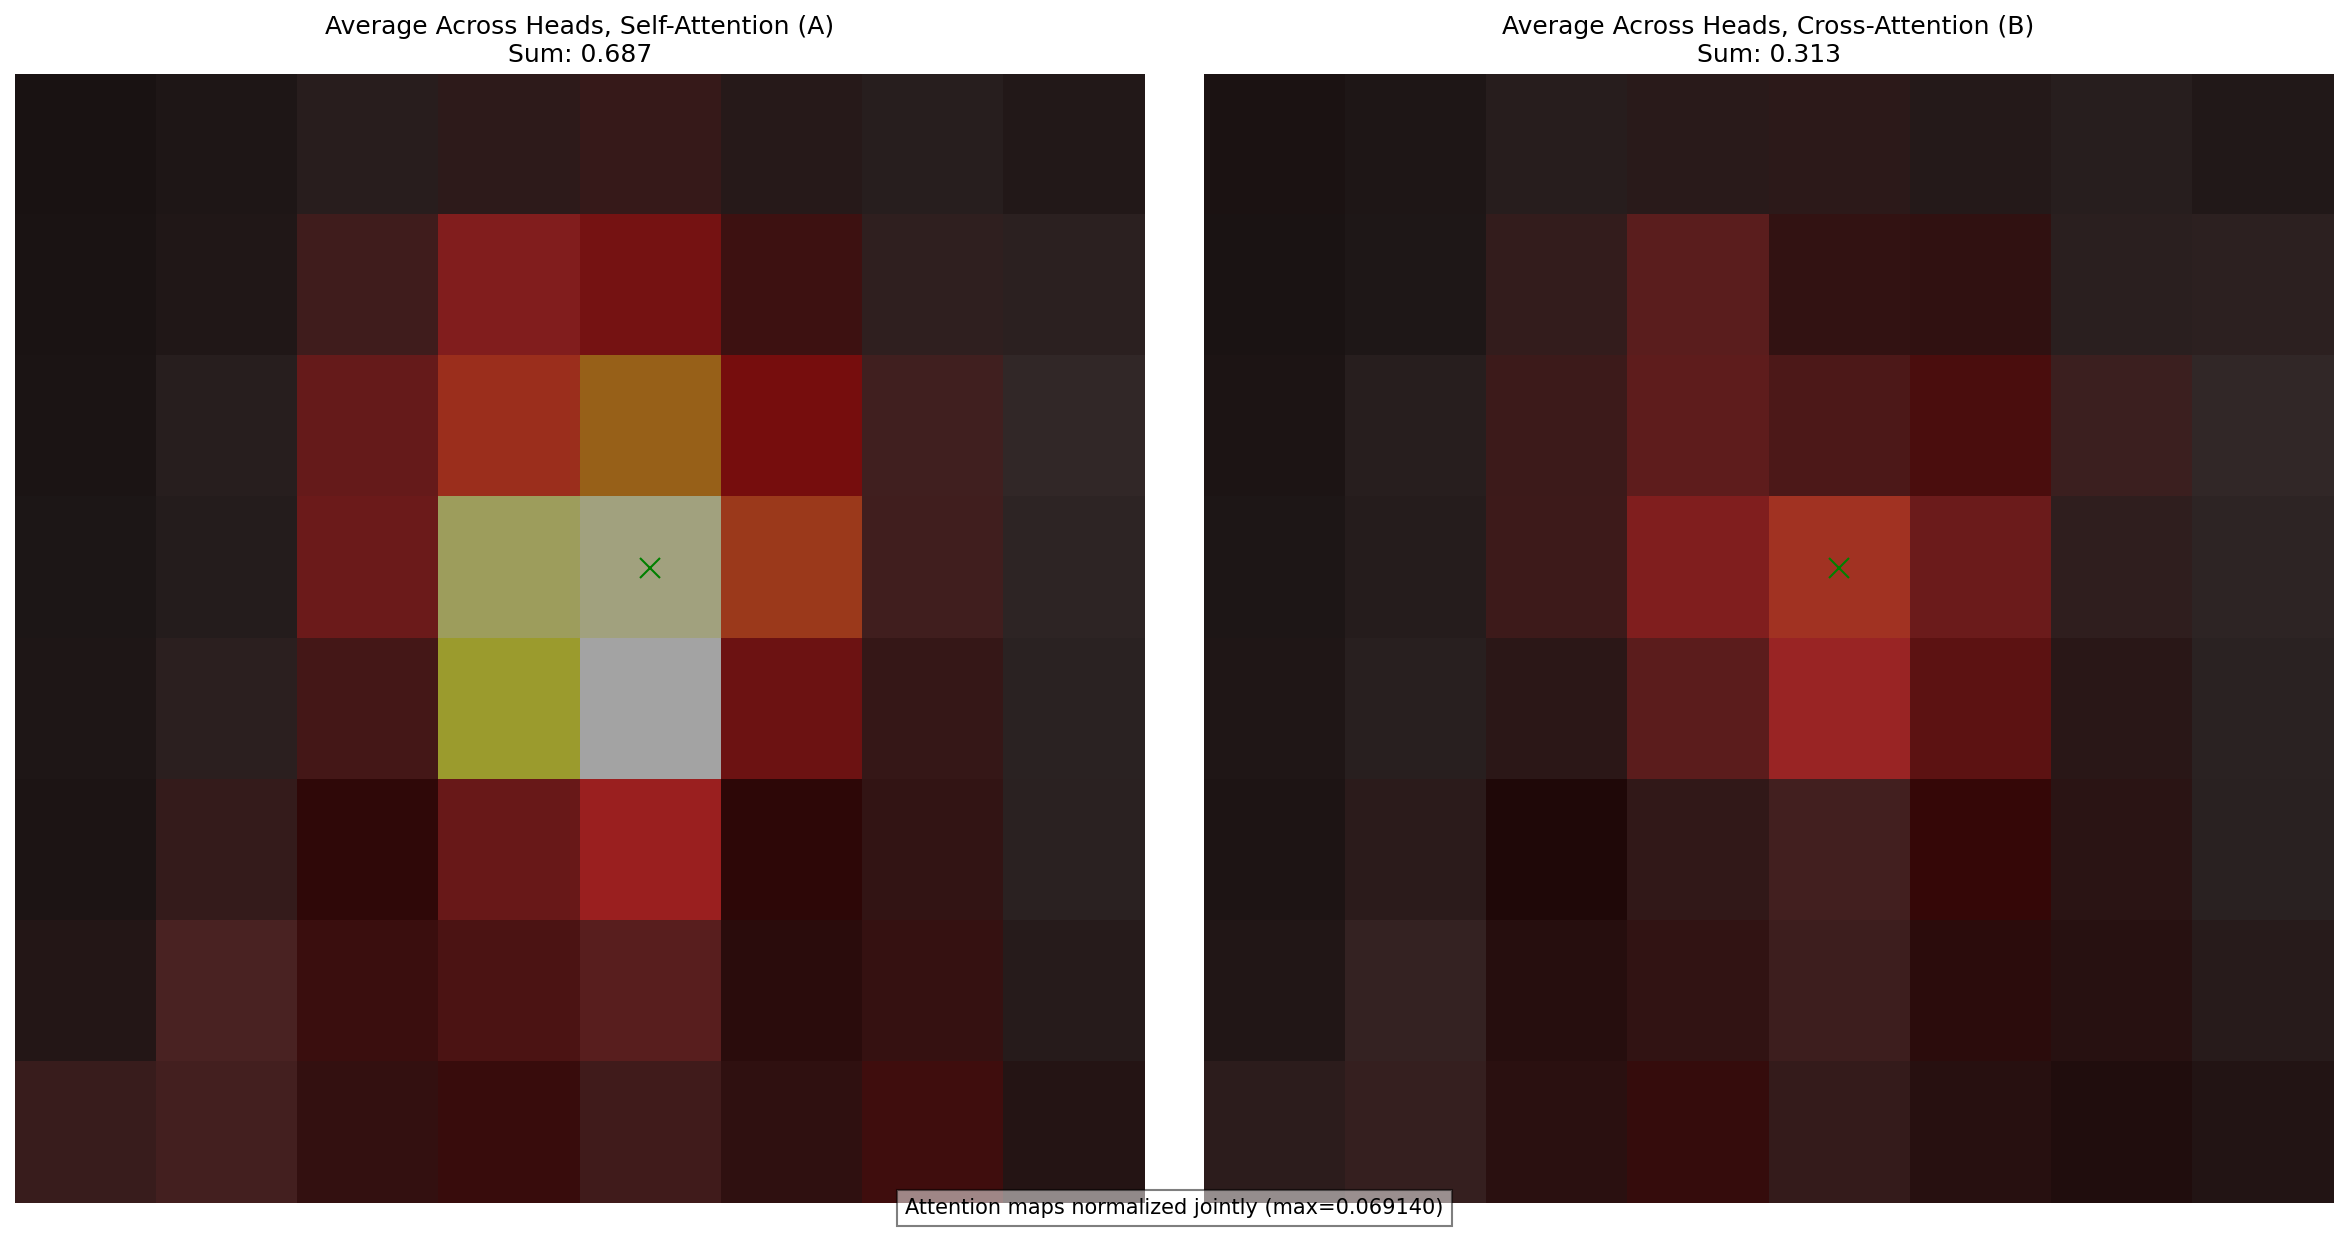 Average Across Heads, Self-Attention (A)
Sum: 0.687
Average Across Heads, Cross-Attention (B)
Sum: 0.313
Attention maps normalized jointly (max=0.069140)